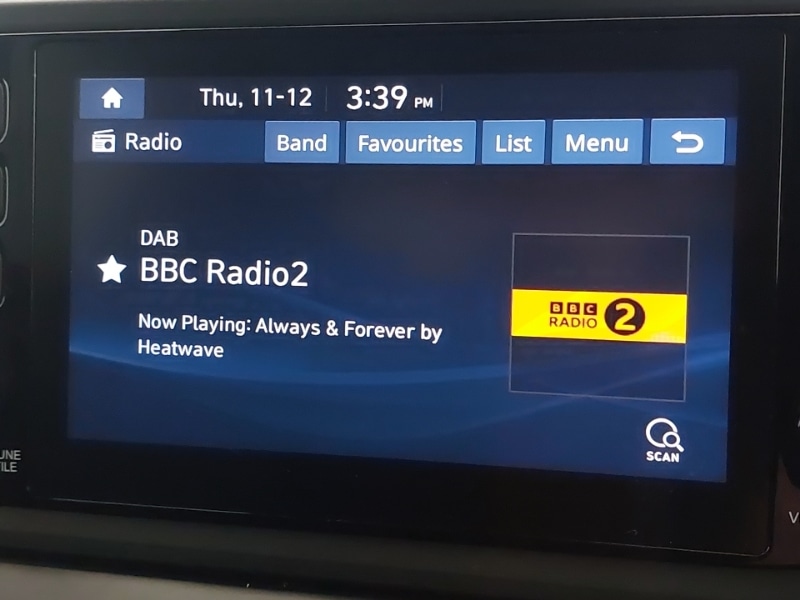 Thu, 11-12 3:39 PM
Radio Band Favourites List Menu
DAB
BBC Radio2
Now Playing: Always & Forever by
Heatwave
BBC
RADIO 2
SCAN